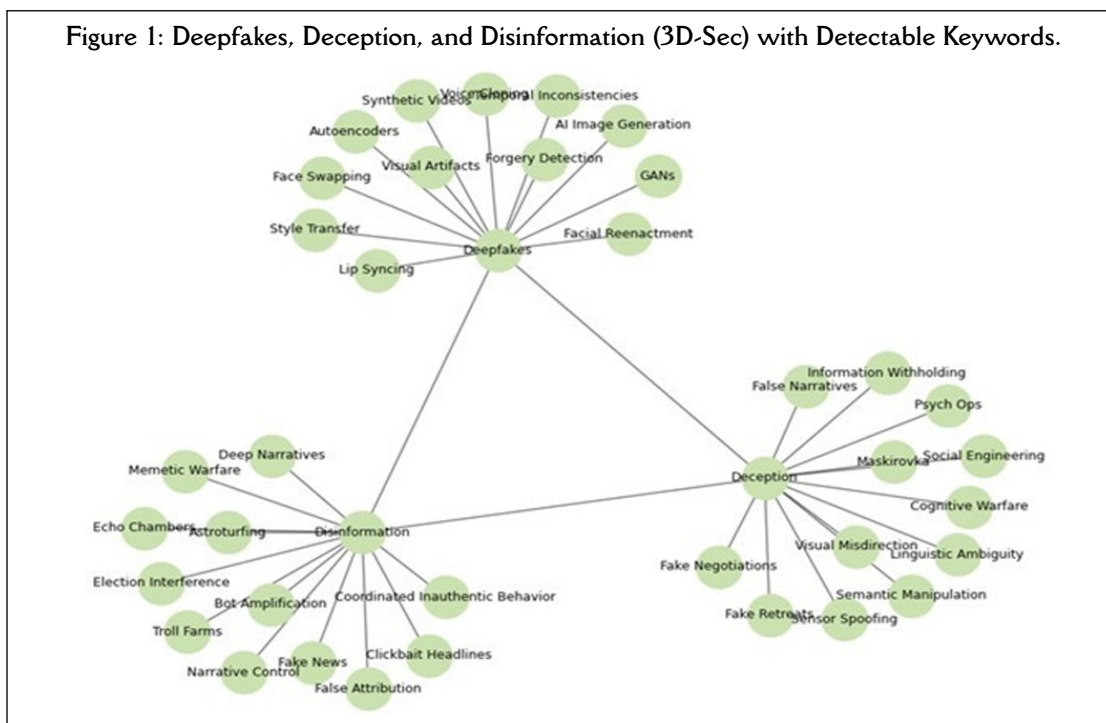 Figure 1: Deepfakes, Deception, and Disinformation (3D-Sec) with Detectable Keywords.
Synthetic Videos
Voice Cloning
Temporal Inconsistencies
Autoencoders
AI Image Generation
Visual Artifacts
Forgery Detection
Face Swapping
GANs
Style Transfer
Facial Reenactment
Deepfakes
Lip Syncing
Information Withholding
False Narratives
Psych Ops
Deep Narratives
Memetic Warfare
Maskirovka
Social Engineering
Deception
Cognitive Warfare
Echo Chambers
Astroturfing
Disinformation
Visual Misdirection
Linguistic Ambiguity
Fake Negotiations
Election Interference
Semantic Manipulation
Bot Amplification
Coordinated Inauthentic Behavior
Fake Retreats
Sensor Spoofing
Troll Farms
Clickbait Headlines
Fake News
Narrative Control
False Attribution